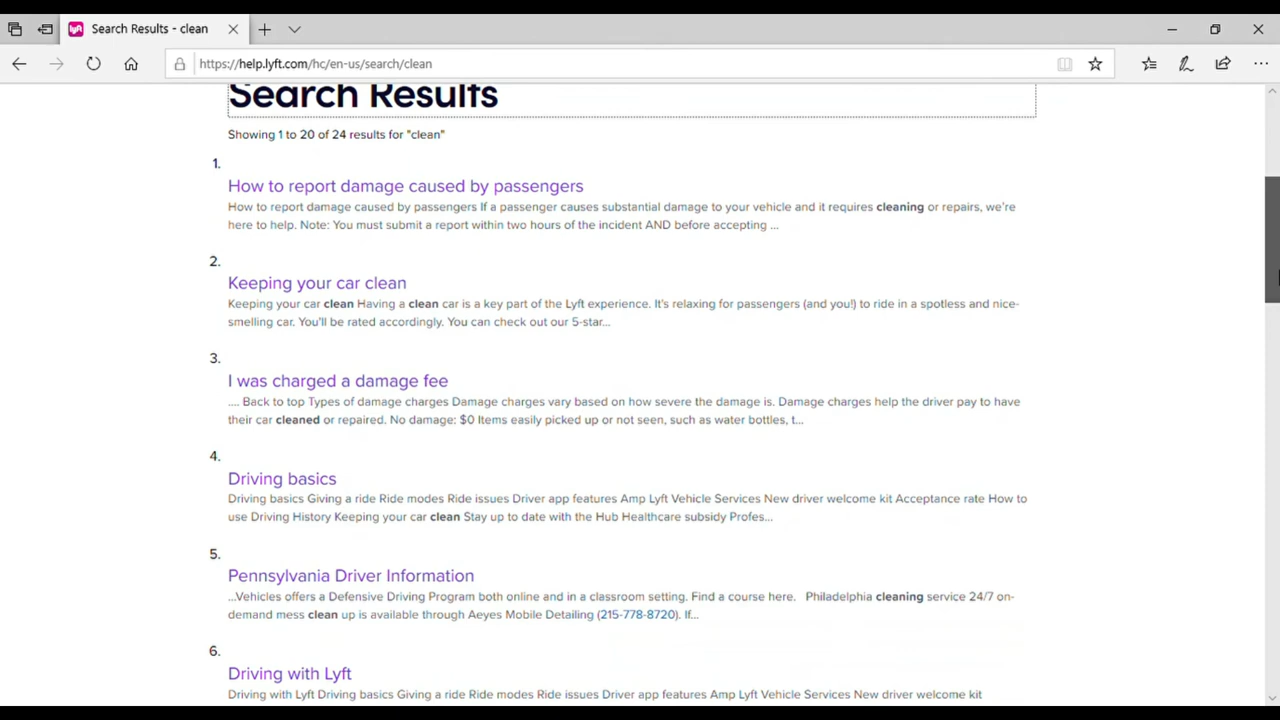 Search Results - clean
https://help.lyft.com/hc/en-us/search/clean
Search Results
Showing 1 to 20 of 24 results for "clean"
1.
How to report damage caused by passengers
How to report damage caused by passengers If a passenger causes substantial damage to your vehicle and it requires cleaning or repairs, we're
here to help. Note: You must submit a report within two hours of the incident AND before accepting ...
2.
Keeping your car clean
Keeping your car clean Having a clean car is a key part of the Lyft experience. It's relaxing for passengers (and you!) to ride in a spotless and nice-
smelling car. You'll be rated accordingly. You can check out our 5-star...
3.
I was charged a damage fee
.... Back to top Types of damage charges Damage charges vary based on how severe the damage is. Damage charges help the driver pay to have
their car cleaned or repaired. No damage: $0 Items easily picked up or not seen, such as water bottles, t...
4.
Driving basics
Driving basics Giving a ride Ride modes Ride issues Driver app features Amp Lyft Vehicle Services New driver welcome kit Acceptance rate How to
use Driving History Keeping your car clean Stay up to date with the Hub Healthcare subsidy Profes...
5.
Pennsylvania Driver Information
...Vehicles offers a Defensive Driving Program both online and in a classroom setting. Find a course here. Philadelphia cleaning service 24/7 on-
demand mess clean up is available through Aeyes Mobile Detailing (215-778-8720). If...
6.
Driving with Lyft
Driving with Lyft Driving basics Giving a ride Ride modes Ride issues Driver app features Amp Lyft Vehicle Services New driver welcome kit